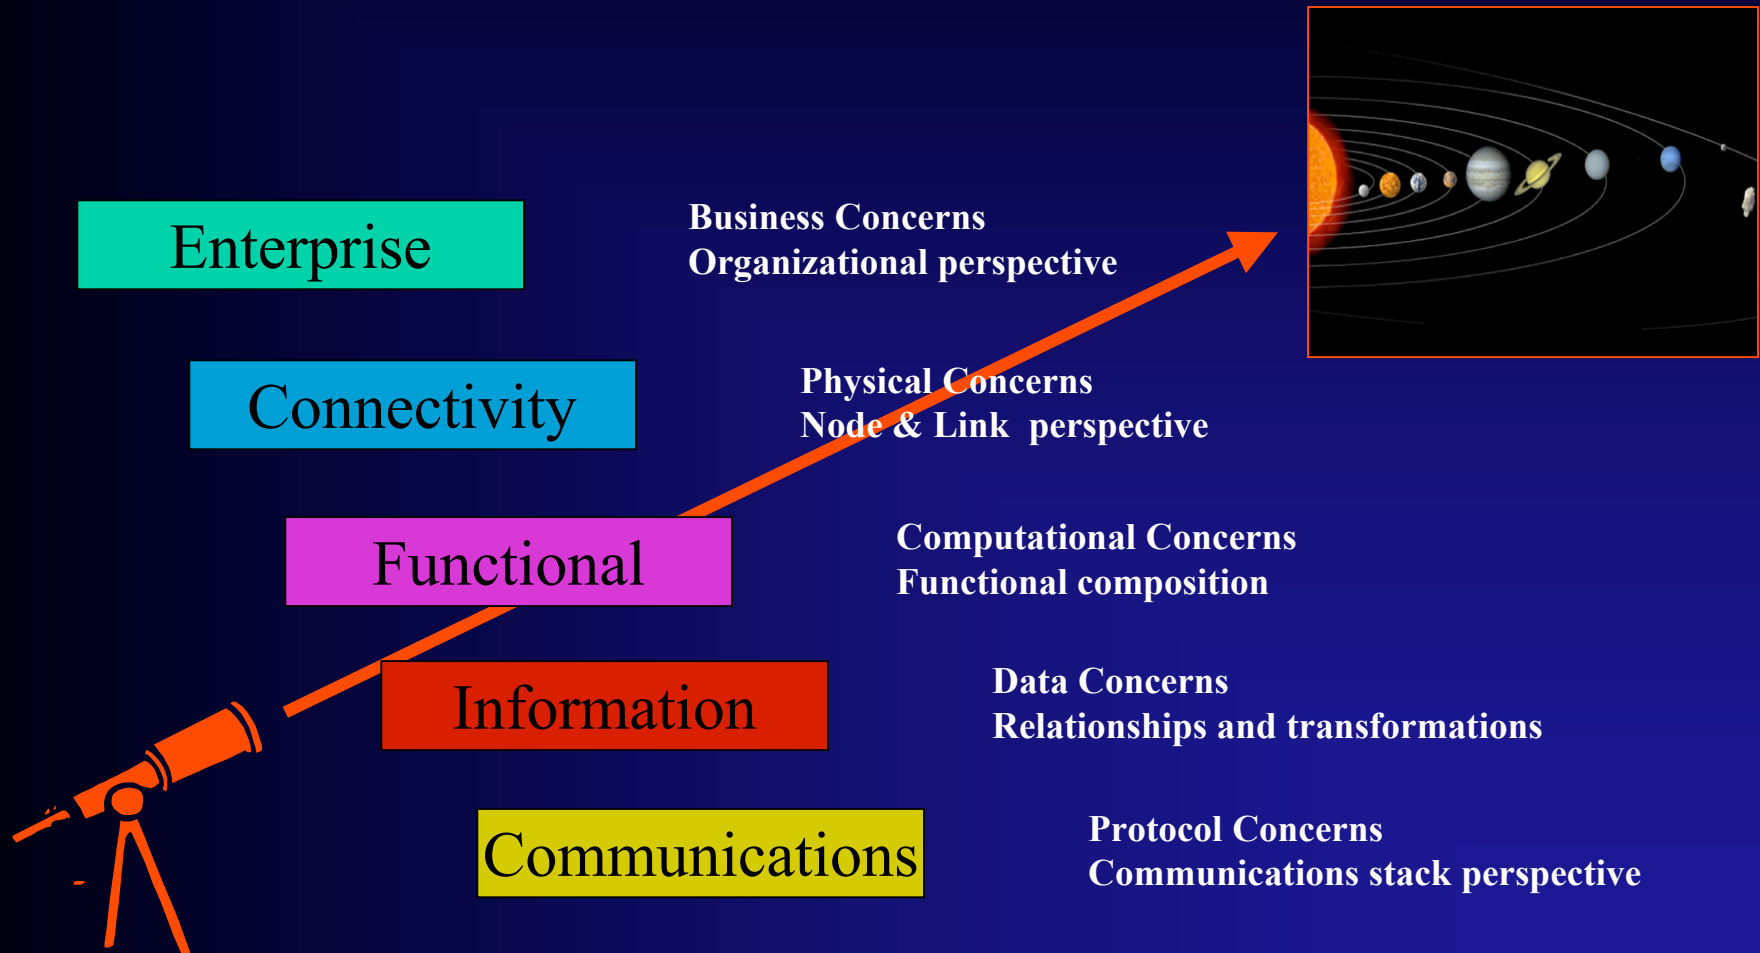 Enterprise
Business Concerns
Organizational perspective
Connectivity
Physical Concerns
Node & Link perspective
Functional
Computational Concerns
Functional composition
Information
Data Concerns
Relationships and transformations
Communications
Protocol Concerns
Communications stack perspective